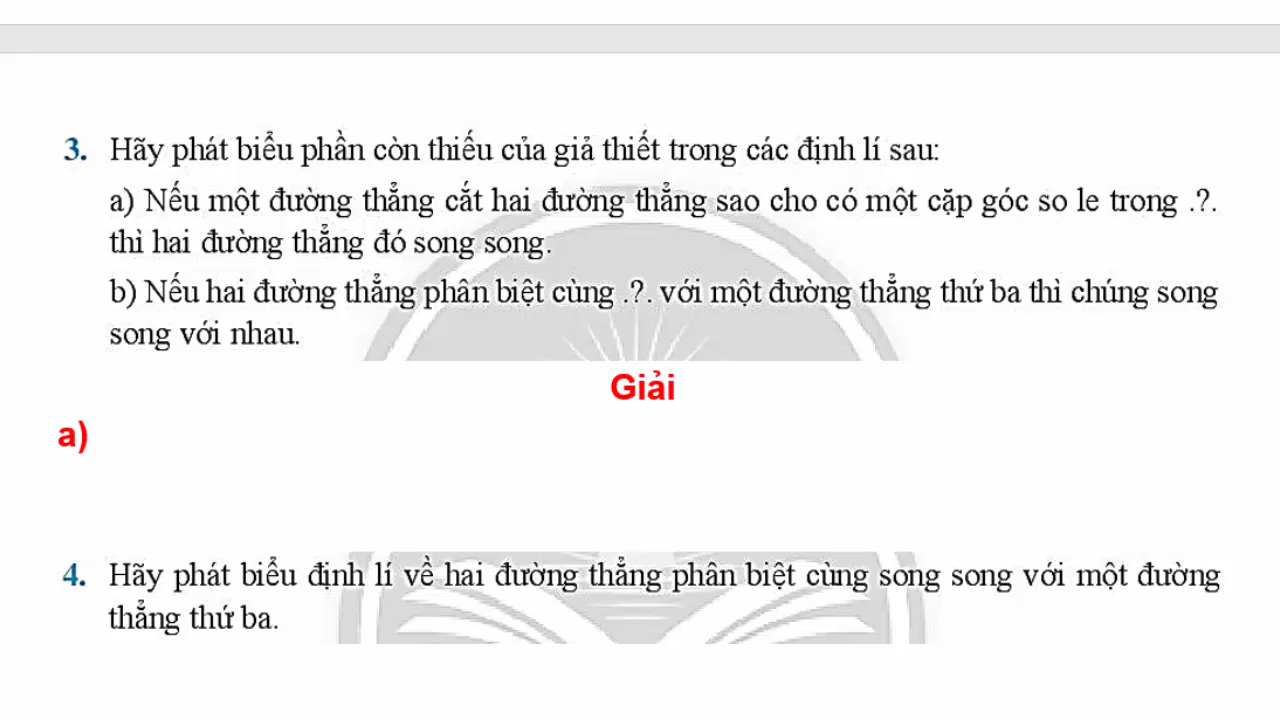 3. Hãy phát biểu phần còn thiếu của giả thiết trong các định lí sau:
a) Nếu một đường thẳng cắt hai đường thẳng sao cho có một cặp góc so le trong .?.
thì hai đường thẳng đó song song.
b) Nếu hai đường thẳng phân biệt cùng .?. với một đường thẳng thứ ba thì chúng song
song với nhau.
Giải
a)
4. Hãy phát biểu định lí về hai đường thẳng phân biệt cùng song song với một đường
thẳng thứ ba.